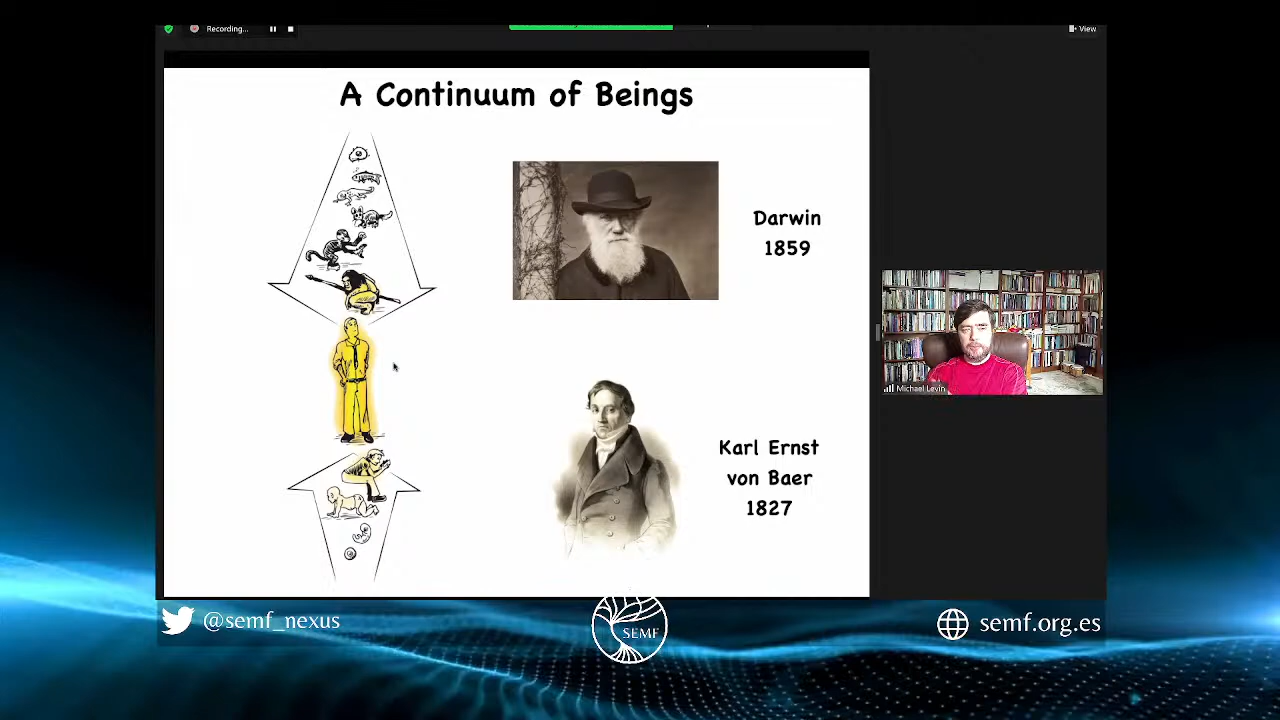 Recording...
View
A Continuum of Beings
Darwin
1859
Karl Ernst
von Baer
1827
Michael Levin
@semf_nexus
SEMF
semf.org.es